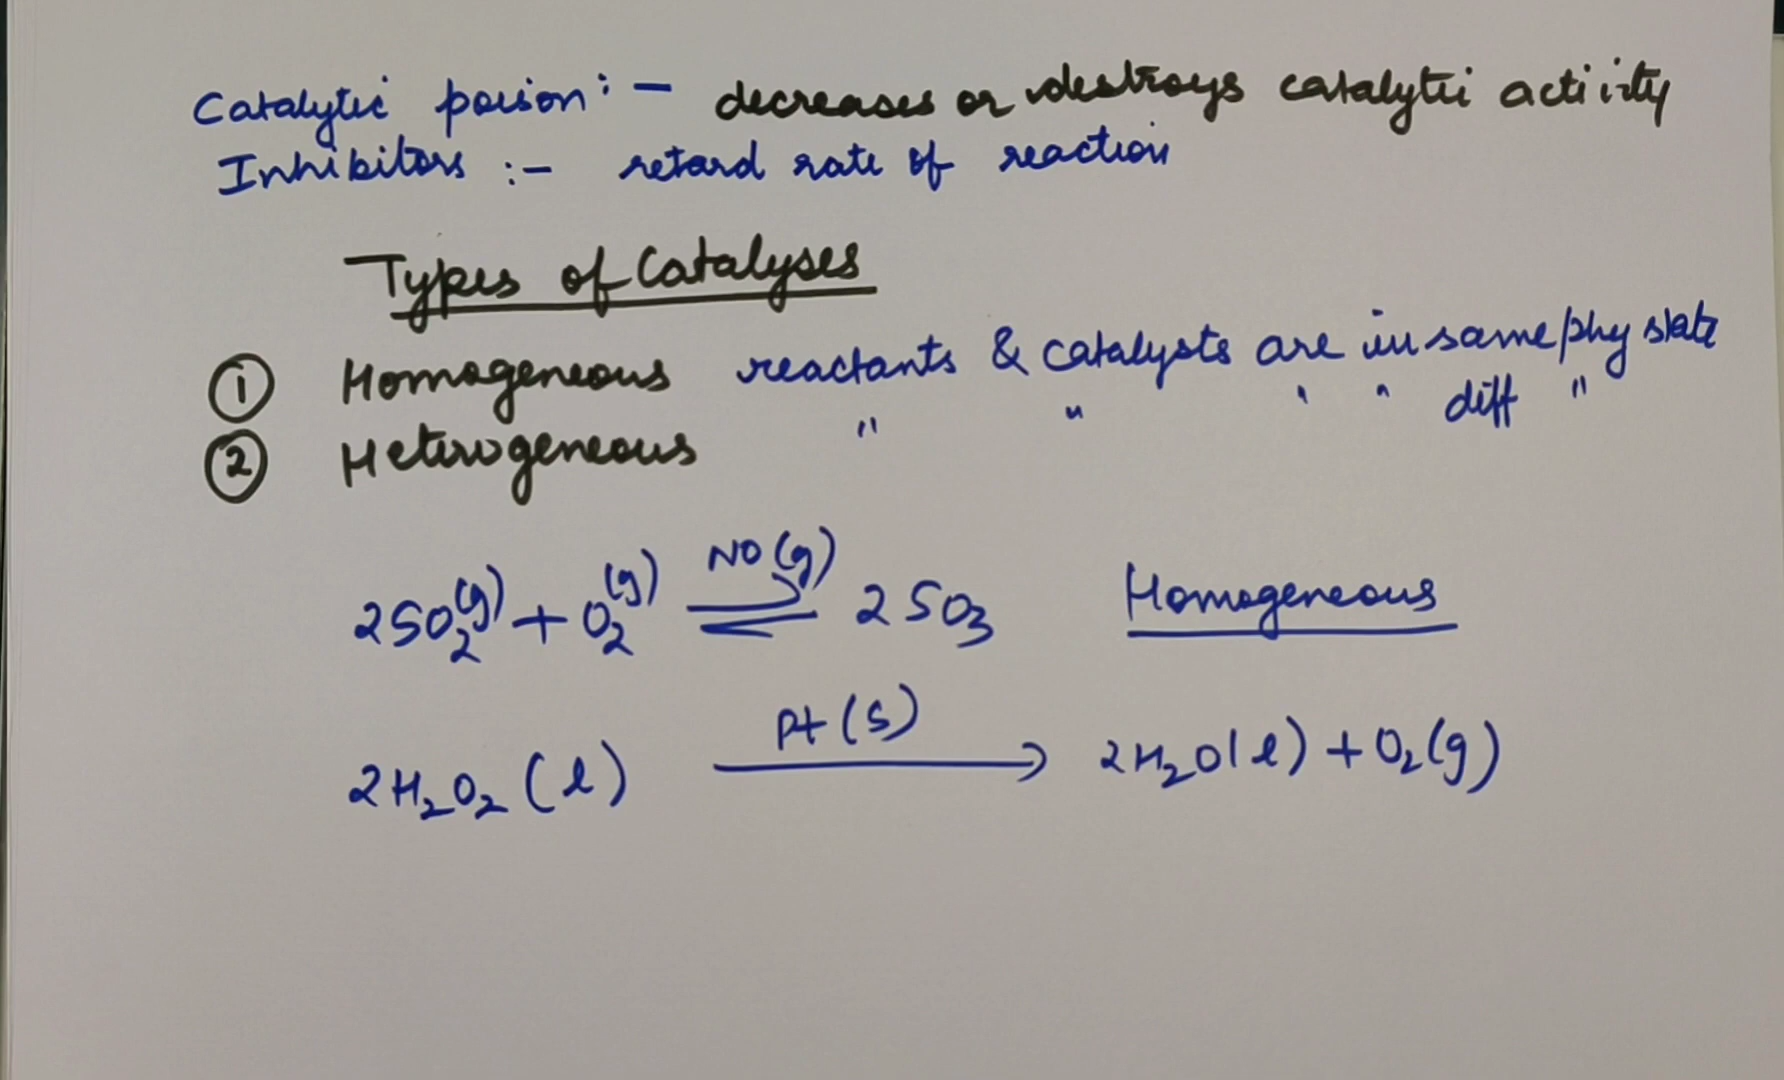 Catalytic poison :- decreases or destroys catalytic activity
Inhibitors :- retard rate of reaction
Types of Catalyses
① Homogeneous reactants & catalysts are in same phy state
② Heterogeneous " " " " diff "
2SO₂(g) + O₂(g) ⇌ NO(g) 2SO₃ Homogeneous
2H₂O₂(l) Pt(s) → 2H₂O(l) + O₂(g)